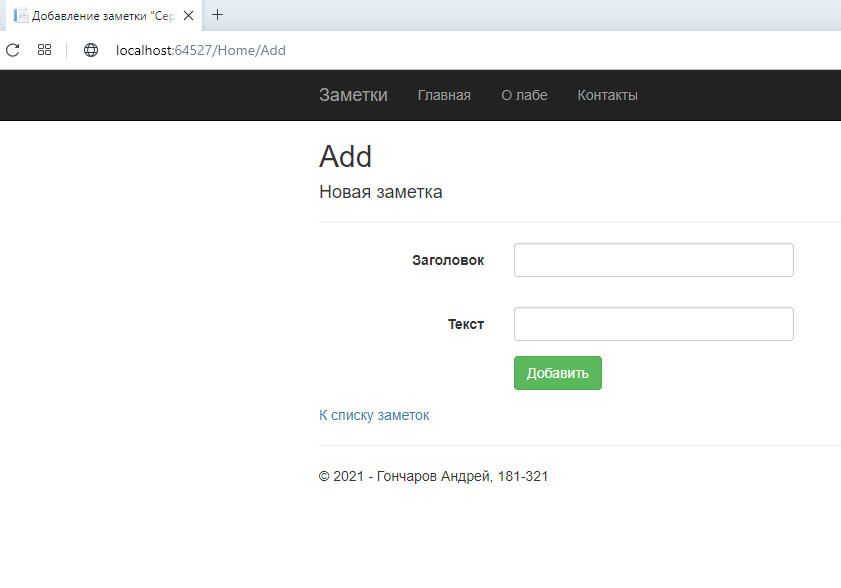 Добавление заметки "Сер
localhost:64527/Home/Add
Заметки Главная О лабе Контакты
Add
Новая заметка
Заголовок
Текст
Добавить
К списку заметок
© 2021 - Гончаров Андрей, 181-321